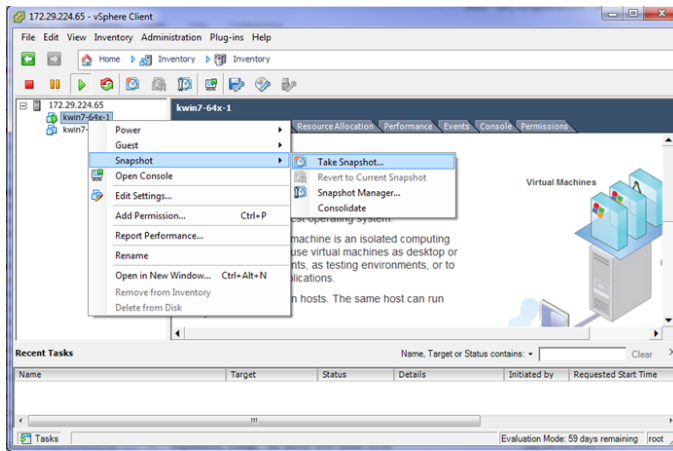 172.29.224.65 - vSphere Client
File Edit View Inventory Administration Plug-ins Help
Home Inventory Inventory
172.29.224.65
kwin7-64x-1
kwin7-
kwin7-64x-1
Resource Allocation Performance Events Console Permissions
Power
Guest
Snapshot
Open Console
Edit Settings...
Add Permission... Ctrl+P
Report Performance...
Rename
Open in New Window... Ctrl+Alt+N
Remove from Inventory
Delete from Disk
Take Snapshot...
Revert to Current Snapshot
Snapshot Manager...
Consolidate
est operating system.
machine is an isolated computing
use virtual machines as desktop or
nts, as testing environments, or to
lications.
n hosts. The same host can run
Virtual Machines
Recent Tasks
Name, Target or Status contains: Clear
Name Target Status Details Initiated by Requested Start Time
Tasks
Evaluation Mode: 59 days remaining root